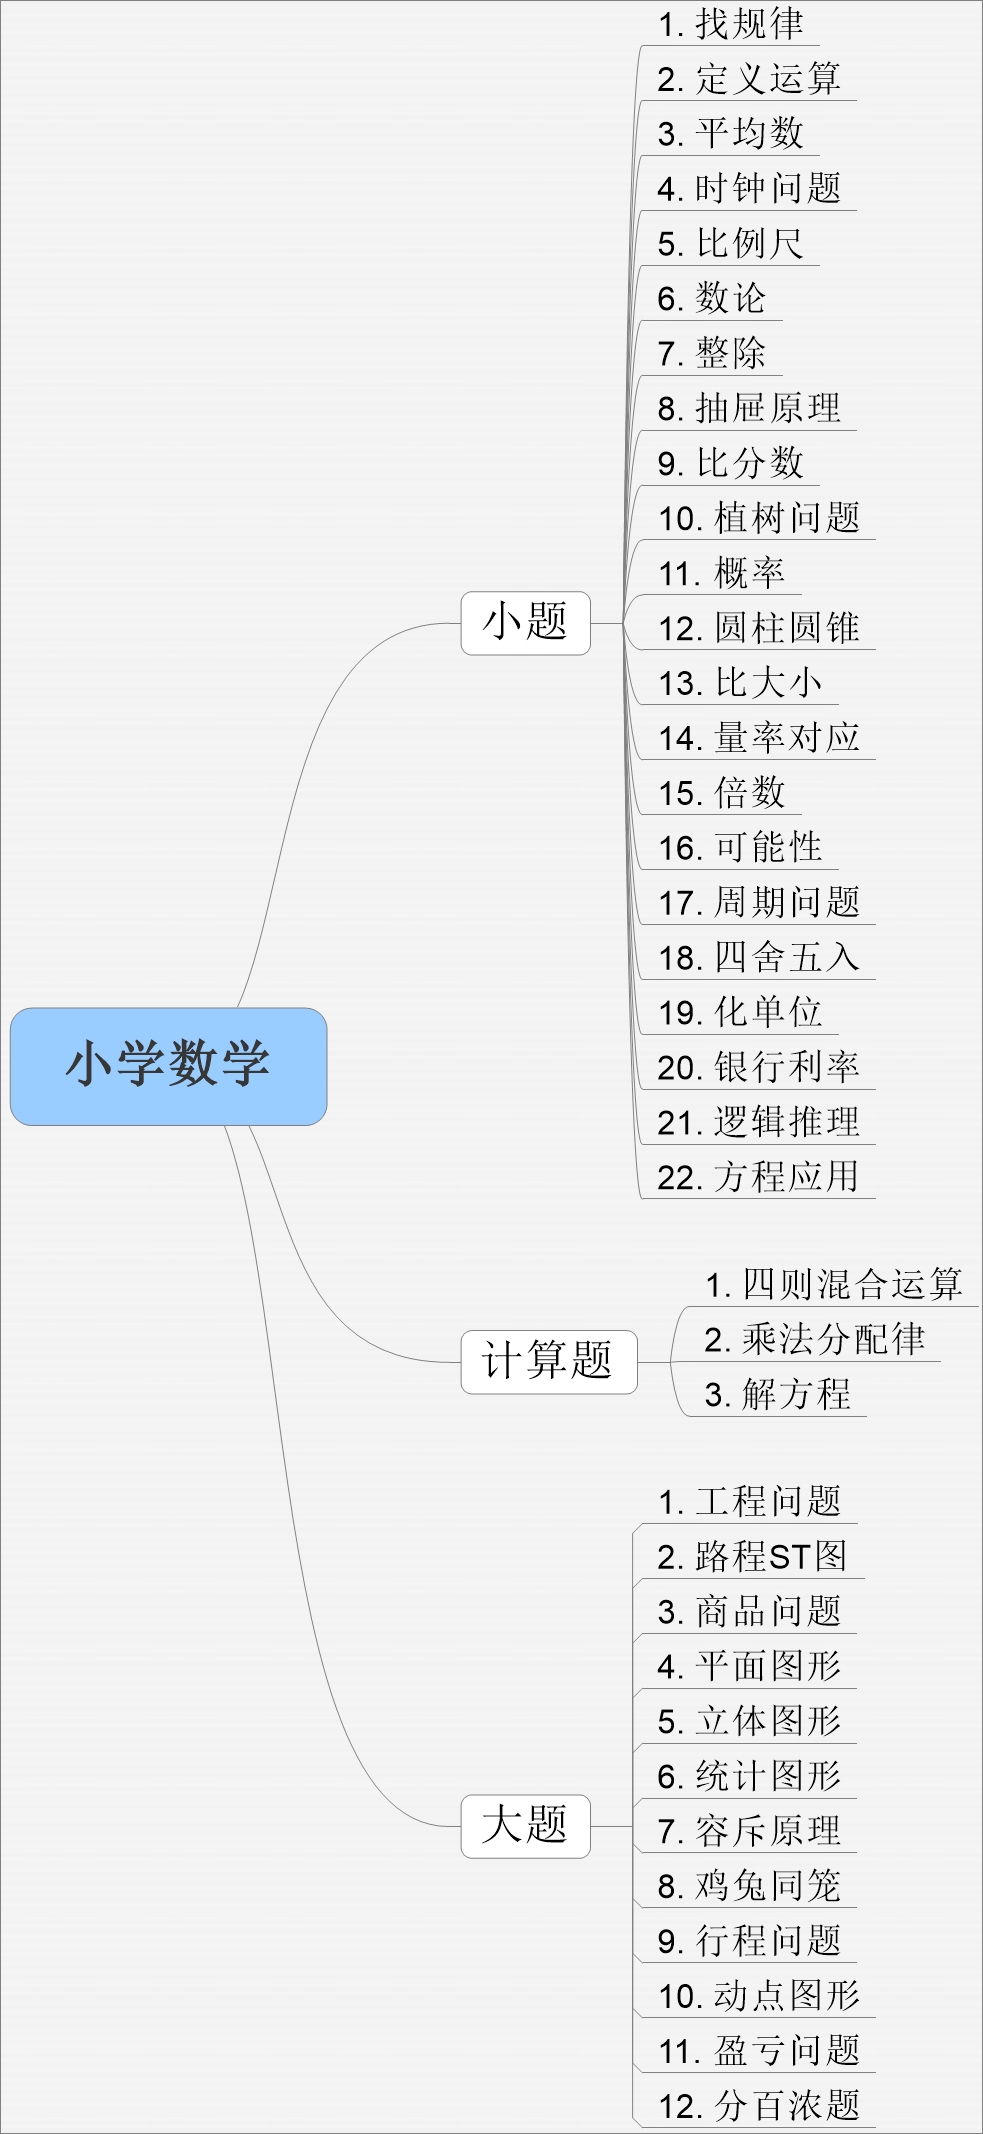 小学数学
小题
1. 找规律
2. 定义运算
3. 平均数
4. 时钟问题
5. 比例尺
6. 数论
7. 整除
8. 抽屉原理
9. 比分数
10. 植树问题
11. 概率
12. 圆柱圆锥
13. 比大小
14. 量率对应
15. 倍数
16. 可能性
17. 周期问题
18. 四舍五入
19. 化单位
20. 银行利率
21. 逻辑推理
22. 方程应用
计算题
1. 四则混合运算
2. 乘法分配律
3. 解方程
大题
1. 工程问题
2. 路程ST图
3. 商品问题
4. 平面图形
5. 立体图形
6. 统计图形
7. 容斥原理
8. 鸡兔同笼
9. 行程问题
10. 动点图形
11. 盈亏问题
12. 分百浓题